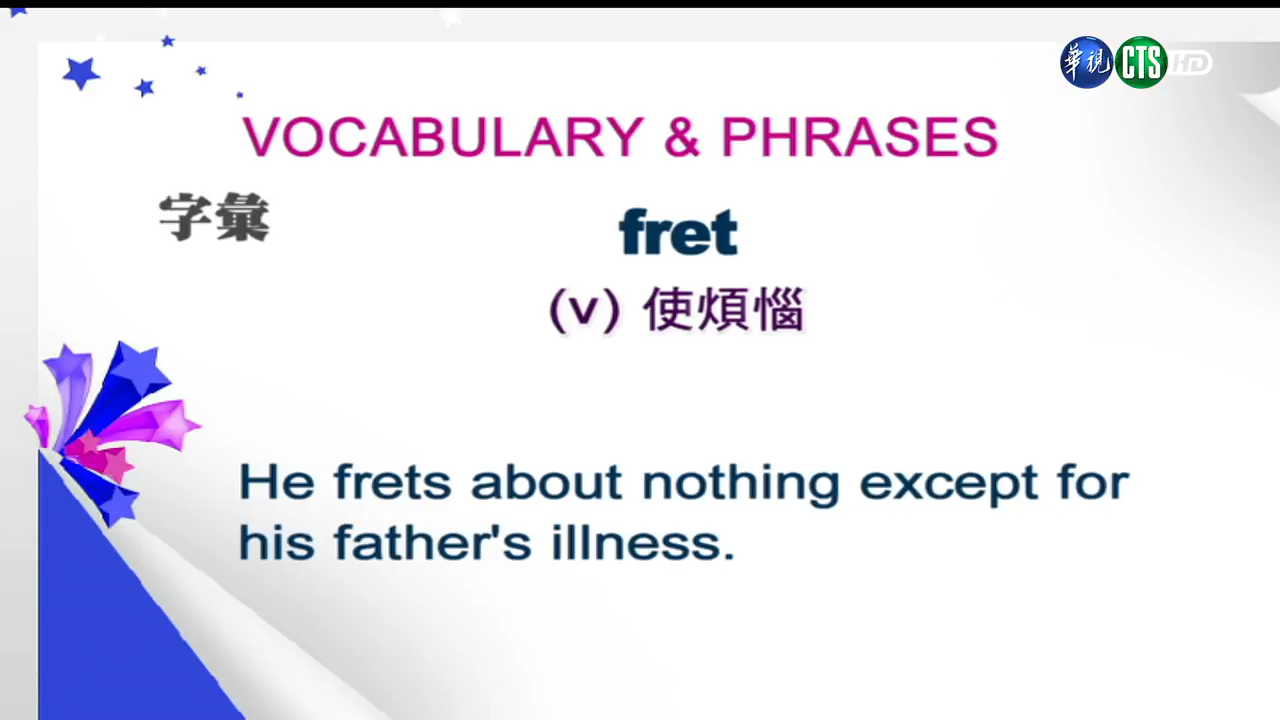 華視 CTS HD
VOCABULARY & PHRASES
字彙
fret
(v) 使煩惱
He frets about nothing except for
his father's illness.